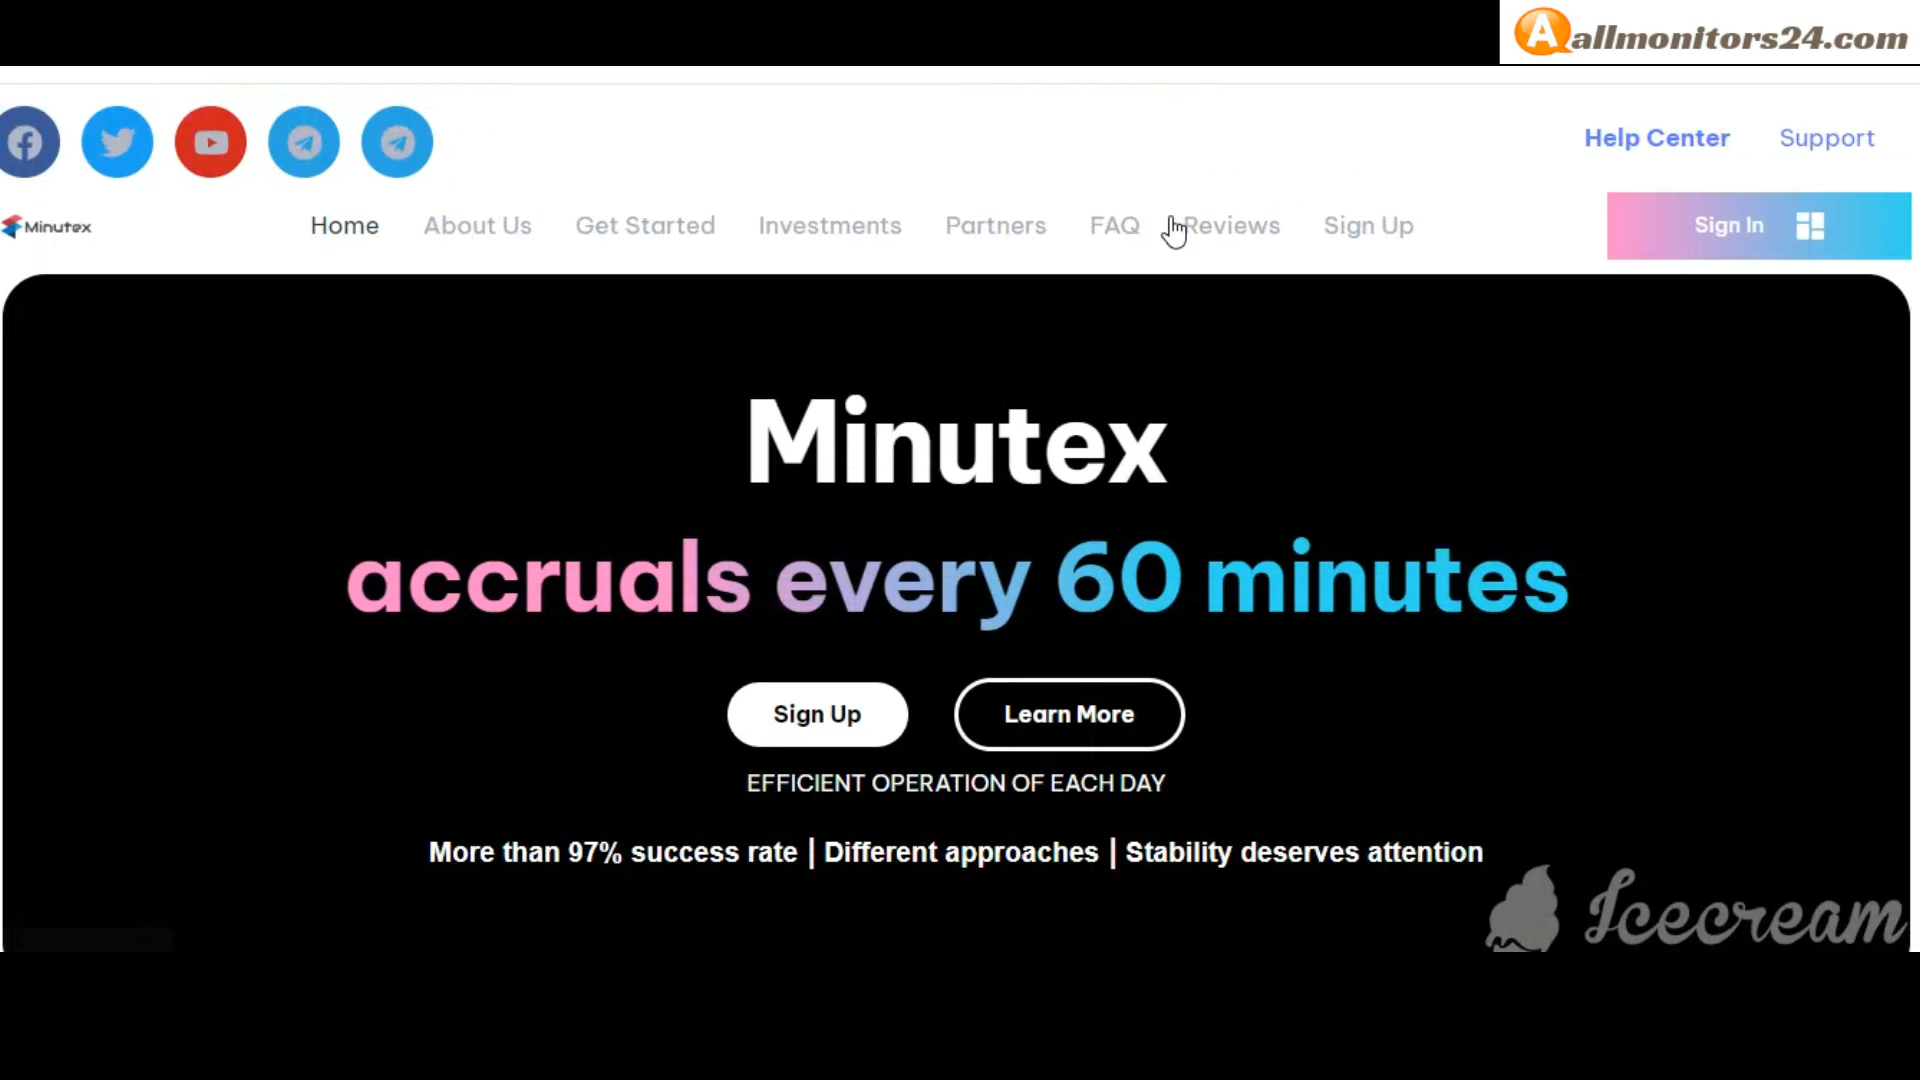 allmonitors24.com
Help Center Support
Minutex Home About Us Get Started Investments Partners FAQ Reviews Sign Up Sign In
Minutex
accruals every 60 minutes
Sign Up Learn More
EFFICIENT OPERATION OF EACH DAY
More than 97% success rate | Different approaches | Stability deserves attention
Icecream